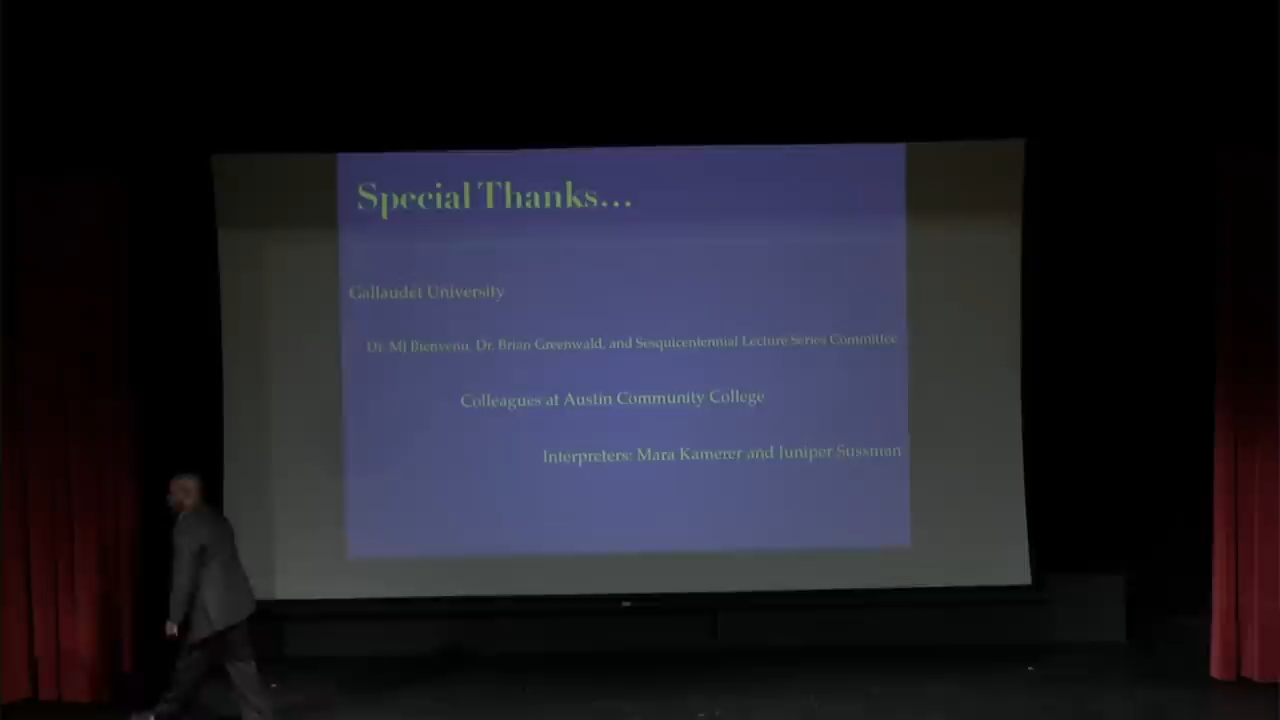 Special Thanks...
Gallaudet University
Dr. MJ Bienvenu, Dr. Brian Greenwald, and Sesquicentennial Lecture Series Committee
Colleagues at Austin Community College
Interpreters: Mara Kamerer and Juniper Sussman